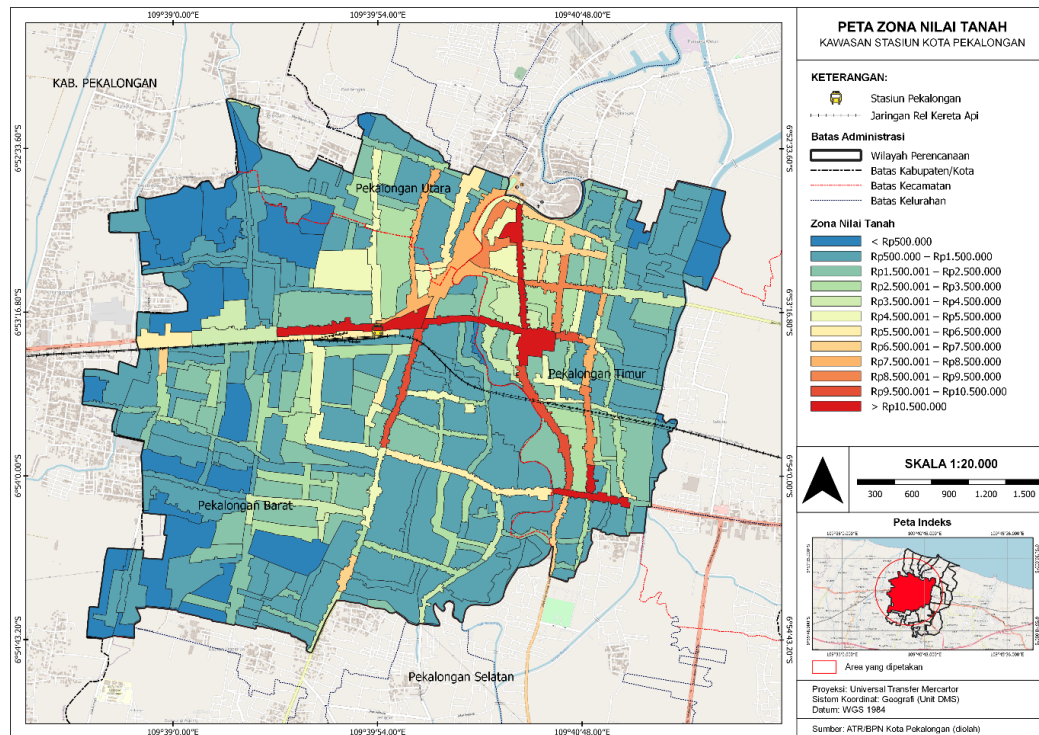 109°39'0.00"E
109°39'54.00"E
109°40'48.00"E
6°52'33.60"S
6°53'16.80"S
6°54'0.00"S
6°54'43.20"S
KAB. PEKALONGAN
Pekalongan Utara
Pekalongan Timur
Pekalongan Barat
Pekalongan Selatan
6°52'33.60"S
6°53'16.80"S
6°54'0.00"S
6°54'43.20"S
109°39'0.00"E
109°39'54.00"E
109°40'48.00"E
PETA ZONA NILAI TANAH
KAWASAN STASIUN KOTA PEKALONGAN
KETERANGAN:
Stasiun Pekalongan
Jaringan Rel Kereta Api
Batas Administrasi
Wilayah Perencanaan
Batas Kabupaten/Kota
Batas Kecamatan
Batas Kelurahan
Zona Nilai Tanah
< Rp500.000
Rp500.000 – Rp1.500.000
Rp1.500.001 – Rp2.500.000
Rp2.500.001 – Rp3.500.000
Rp3.500.001 – Rp4.500.000
Rp4.500.001 – Rp5.500.000
Rp5.500.001 – Rp6.500.000
Rp6.500.001 – Rp7.500.000
Rp7.500.001 – Rp8.500.000
Rp8.500.001 – Rp9.500.000
Rp9.500.001 – Rp10.500.000
> Rp10.500.000
SKALA 1:20.000
300 600 900 1.200 1.500
Peta Indeks
Area yang dipetakan
Proyeksi: Universal Transfer Mercartor
Sistom Koordinat: Geografi (Unit DMS)
Datum: WGS 1984
Sumber: ATR/BPN Kota Pekalongan (diolah)